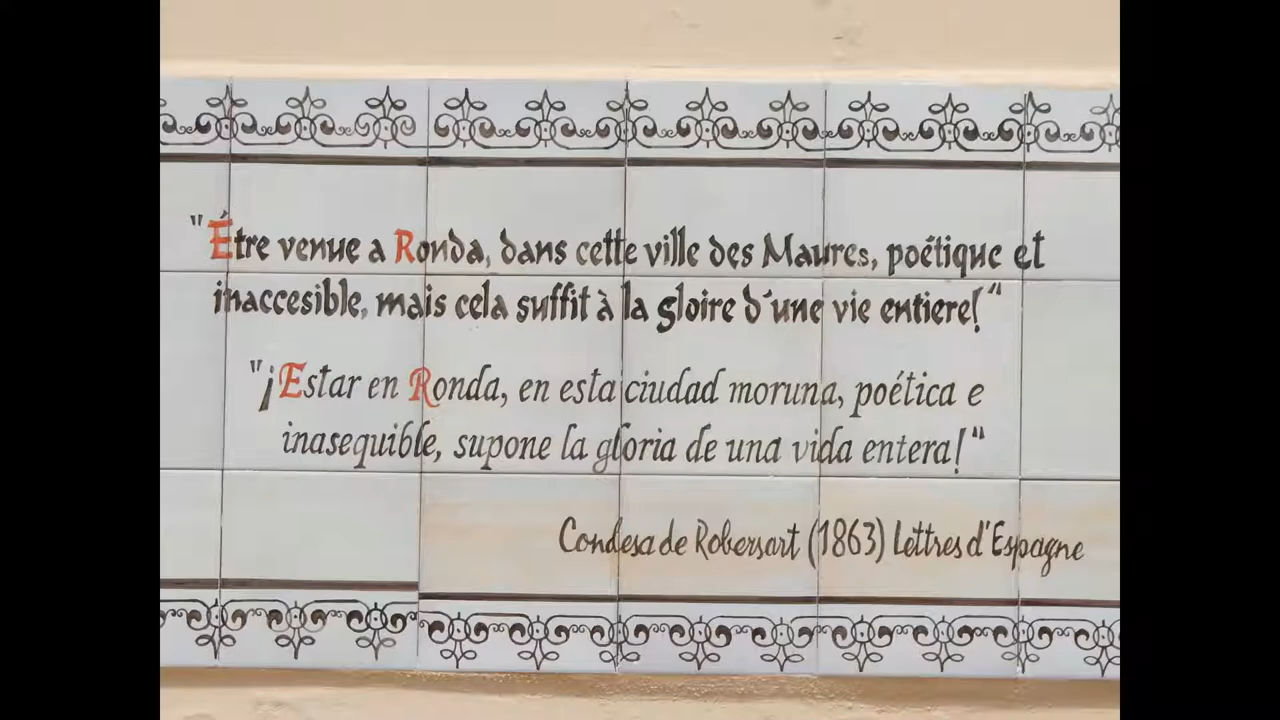 "Étre venue a Ronda, dans cette ville des Maures, poétique et
inaccesible, mais cela suffit à la gloire d'une vie entiere!"
"¡Estar en Ronda, en esta ciudad moruna, poética e
inasequible, supone la gloria de una vida entera!"
Condesa de Robersart (1863) Lettres d'Espagne